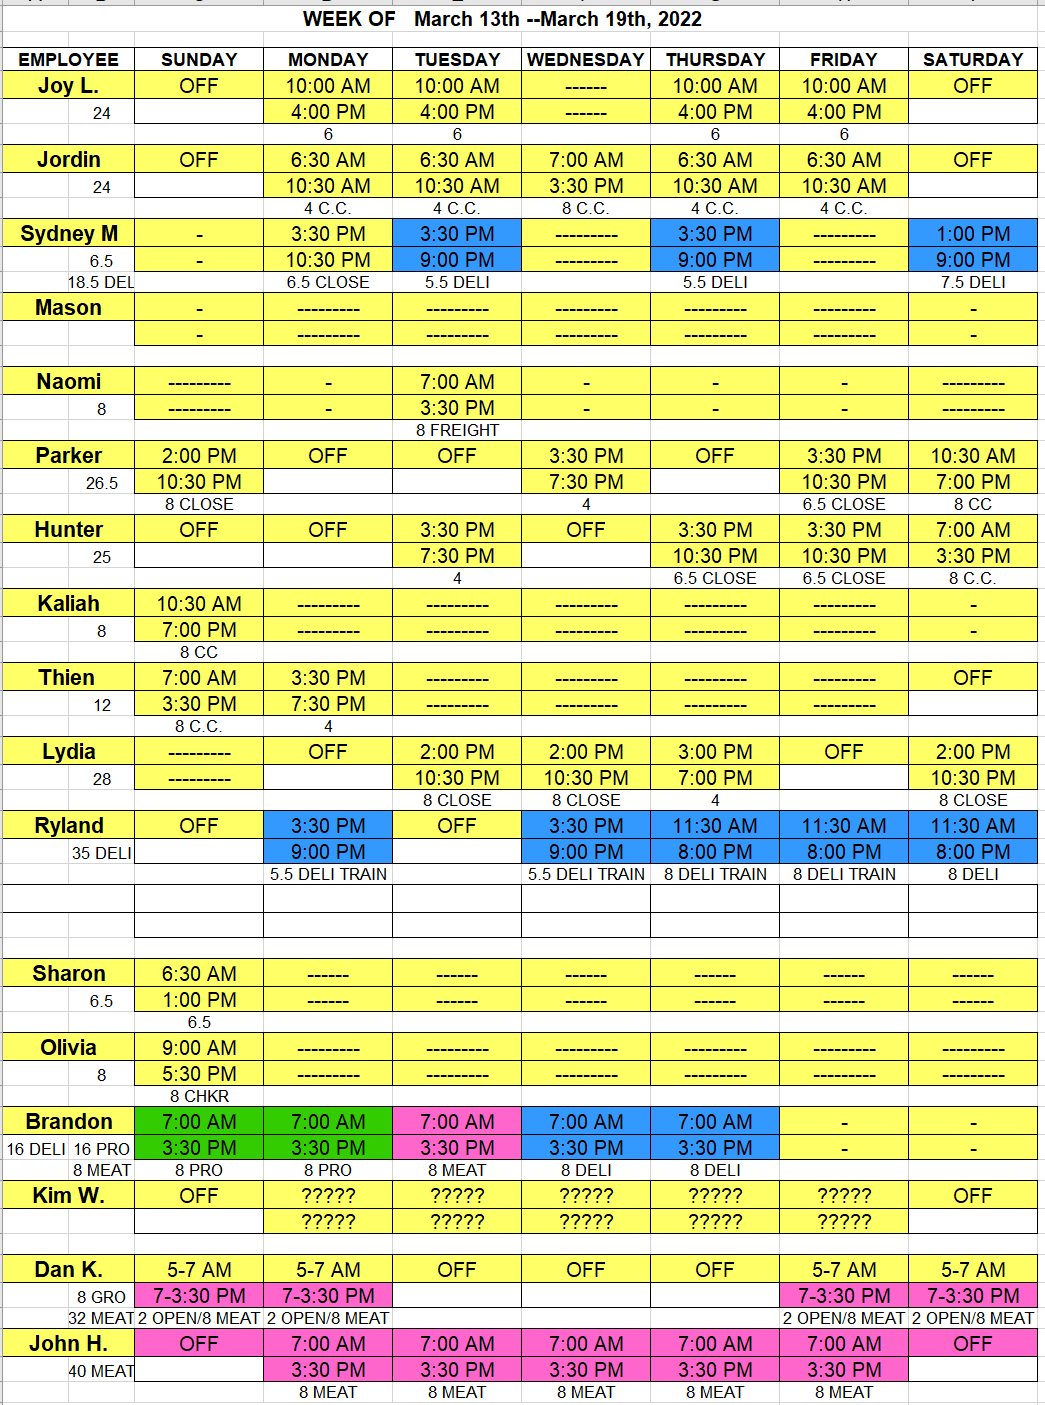 WEEK OF March 13th --March 19th, 2022
EMPLOYEE SUNDAY MONDAY TUESDAY WEDNESDAY THURSDAY FRIDAY SATURDAY
Joy L. OFF 10:00 AM 10:00 AM ------ 10:00 AM 10:00 AM OFF
24 4:00 PM 4:00 PM ------ 4:00 PM 4:00 PM
6 6 6 6
Jordin OFF 6:30 AM 6:30 AM 7:00 AM 6:30 AM 6:30 AM OFF
24 10:30 AM 10:30 AM 3:30 PM 10:30 AM 10:30 AM
4 C.C. 4 C.C. 8 C.C. 4 C.C. 4 C.C.
Sydney M - 3:30 PM 3:30 PM --------- 3:30 PM --------- 1:00 PM
6.5 - 10:30 PM 9:00 PM --------- 9:00 PM --------- 9:00 PM
18.5 DEL 6.5 CLOSE 5.5 DELI 5.5 DELI 7.5 DELI
Mason - --------- --------- --------- --------- --------- -
- --------- --------- --------- --------- --------- -
Naomi --------- - 7:00 AM - - - ---------
8 --------- - 3:30 PM - - - ---------
8 FREIGHT
Parker 2:00 PM OFF OFF 3:30 PM OFF 3:30 PM 10:30 AM
26.5 10:30 PM 7:30 PM 10:30 PM 7:00 PM
8 CLOSE 4 6.5 CLOSE 8 CC
Hunter OFF OFF 3:30 PM OFF 3:30 PM 3:30 PM 7:00 AM
25 7:30 PM 10:30 PM 10:30 PM 3:30 PM
4 6.5 CLOSE 6.5 CLOSE 8 C.C.
Kaliah 10:30 AM --------- --------- --------- --------- --------- -
8 7:00 PM --------- --------- --------- --------- --------- -
8 CC
Thien 7:00 AM 3:30 PM --------- --------- --------- --------- OFF
12 3:30 PM 7:30 PM --------- --------- --------- ---------
8 C.C. 4
Lydia --------- OFF 2:00 PM 2:00 PM 3:00 PM OFF 2:00 PM
28 --------- 10:30 PM 10:30 PM 7:00 PM 10:30 PM
8 CLOSE 8 CLOSE 4 8 CLOSE
Ryland OFF 3:30 PM OFF 3:30 PM 11:30 AM 11:30 AM 11:30 AM
35 DELI 9:00 PM 9:00 PM 8:00 PM 8:00 PM 8:00 PM
5.5 DELI TRAIN 5.5 DELI TRAIN 8 DELI TRAIN 8 DELI TRAIN 8 DELI
Sharon 6:30 AM ------ ------ ------ ------ ------ ------
6.5 1:00 PM ------ ------ ------ ------ ------ ------
6.5
Olivia 9:00 AM --------- --------- --------- --------- --------- ---------
8 5:30 PM --------- --------- --------- --------- --------- ---------
8 CHKR
Brandon 7:00 AM 7:00 AM 7:00 AM 7:00 AM 7:00 AM - -
16 DELI 16 PRO 3:30 PM 3:30 PM 3:30 PM 3:30 PM 3:30 PM - -
8 MEAT 8 PRO 8 PRO 8 MEAT 8 DELI 8 DELI
Kim W. OFF ????? ????? ????? ????? ????? OFF
????? ????? ????? ????? ?????
Dan K. 5-7 AM 5-7 AM OFF OFF OFF 5-7 AM 5-7 AM
8 GRO 7-3:30 PM 7-3:30 PM 7-3:30 PM 7-3:30 PM
32 MEAT 2 OPEN/8 MEAT 2 OPEN/8 MEAT 2 OPEN/8 MEAT 2 OPEN/8 MEAT
John H. OFF 7:00 AM 7:00 AM 7:00 AM 7:00 AM 7:00 AM OFF
40 MEAT 3:30 PM 3:30 PM 3:30 PM 3:30 PM 3:30 PM
8 MEAT 8 MEAT 8 MEAT 8 MEAT 8 MEAT